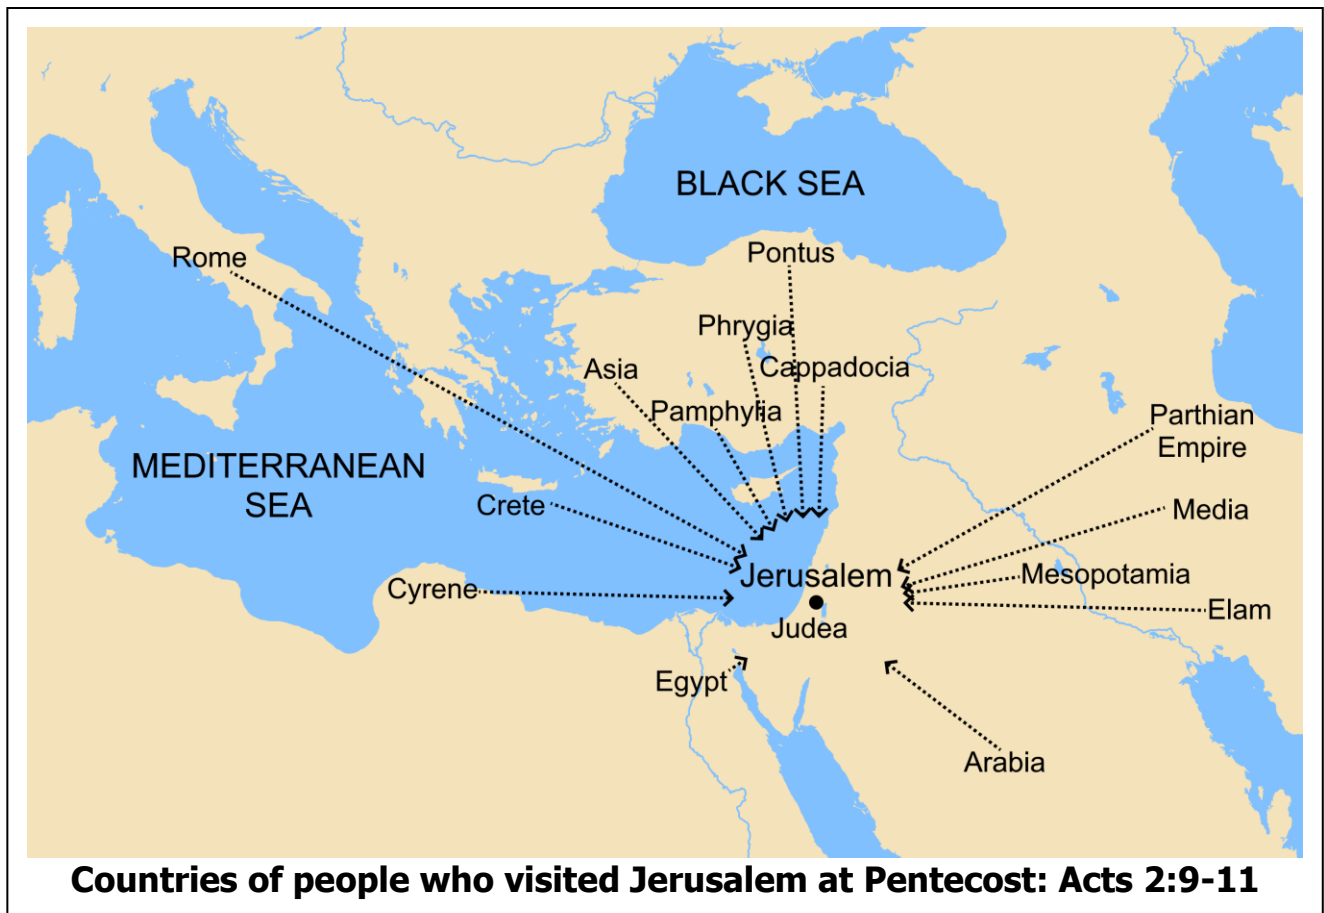 BLACK SEA
Rome
Pontus
Phrygia
Asia
Cappadocia
Pamphylia
Parthian
Empire
MEDITERRANEAN
SEA
Crete
Media
Jerusalem
Mesopotamia
Cyrene
Elam
Judea
Egypt
Arabia
Countries of people who visited Jerusalem at Pentecost: Acts 2:9-11